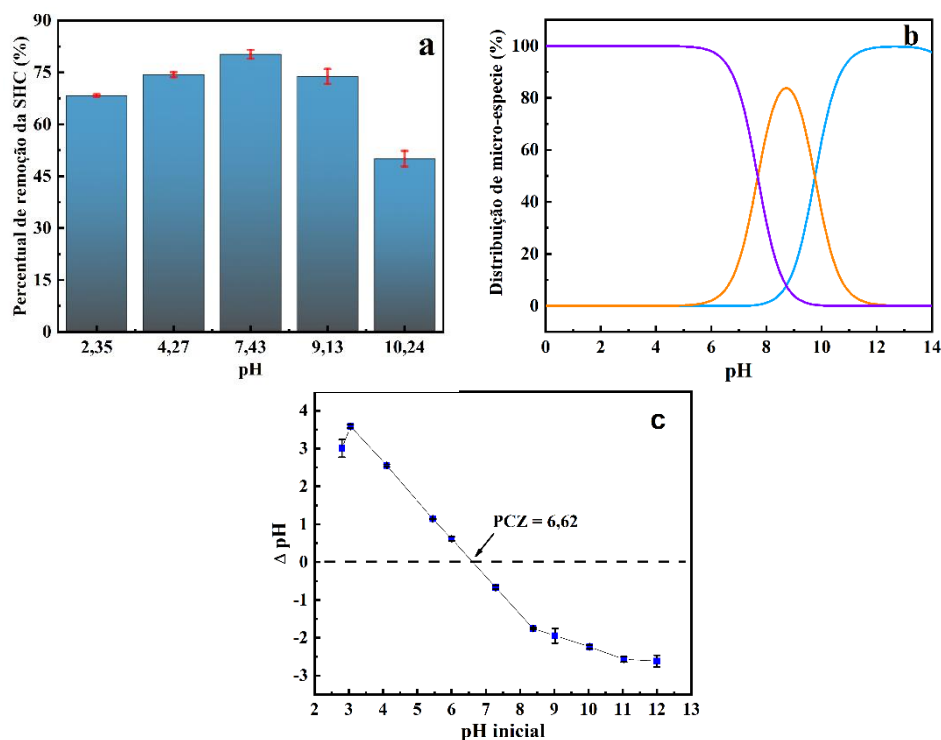 a
Percentual de remoção da SHC (%)
90
75
60
45
30
15
0
2,35 4,27 7,43 9,13 10,24
pH
b
Distribuição de micro-especie (%)
100
80
60
40
20
0
0 2 4 6 8 10 12 14
pH
c
Δ pH
4
3
2
1
0
-1
-2
-3
PCZ = 6,62
2 3 4 5 6 7 8 9 10 11 12 13
pH inicial